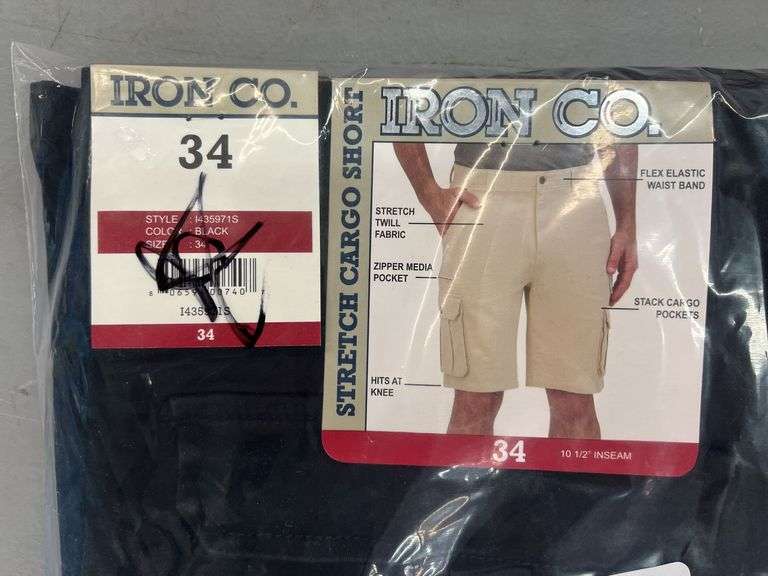 IRON CO.
34
STYLE : I435971S
COLOR : BLACK
SIZE : 34
I435971S
34
STRETCH CARGO SHORT
IRON CO.
FLEX ELASTIC
WAIST BAND
STRETCH
TWILL
FABRIC
ZIPPER MEDIA
POCKET
STACK CARGO
POCKETS
HITS AT
KNEE
34 10 1/2" INSEAM